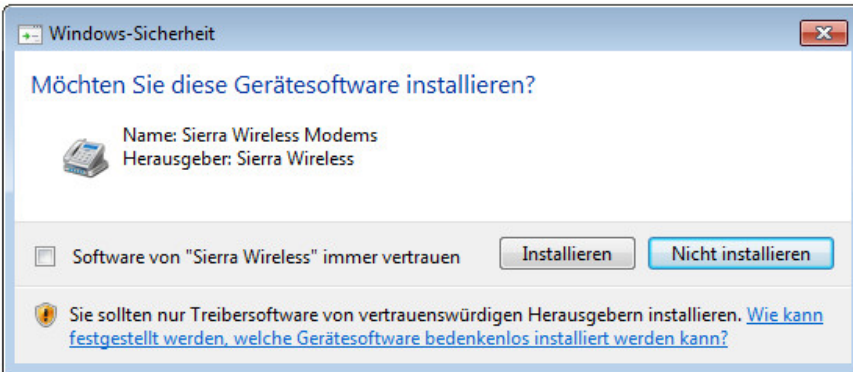 Windows-Sicherheit
Möchten Sie diese Gerätesoftware installieren?
Name: Sierra Wireless Modems
Herausgeber: Sierra Wireless
Software von "Sierra Wireless" immer vertrauen
Installieren
Nicht installieren
Sie sollten nur Treibersoftware von vertrauenswürdigen Herausgebern installieren. Wie kann
festgestellt werden, welche Gerätesoftware bedenkenlos installiert werden kann?